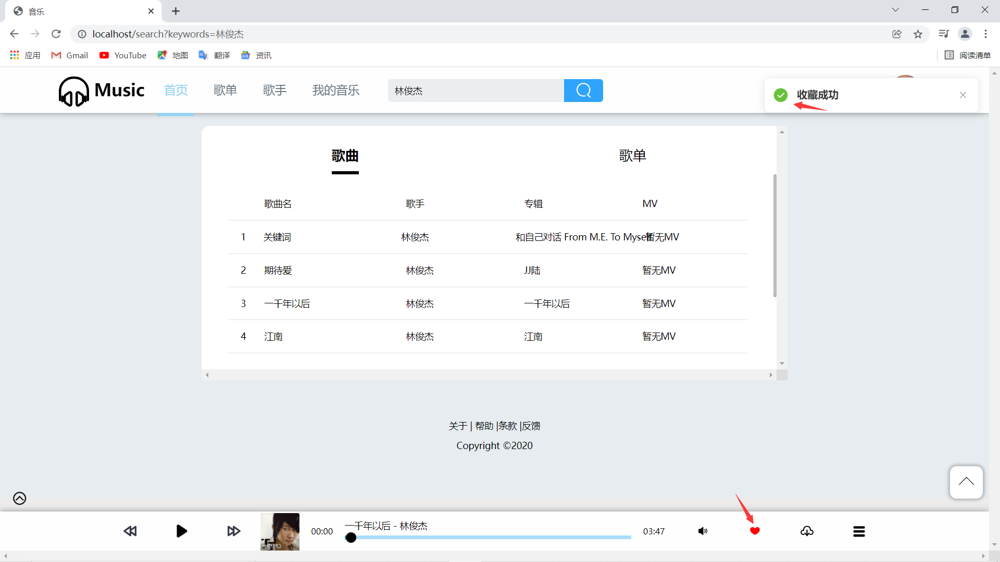 音乐
localhost/search?keywords=林俊杰
应用 Gmail YouTube 地图 翻译 资讯 阅读清单
Music 首页 歌单 歌手 我的音乐 林俊杰
收藏成功
歌曲 歌单
歌曲名 歌手 专辑 MV
1 关键词 林俊杰 和自己对话 From M.E. To Myself 暂无MV
2 期待爱 林俊杰 JJ陆 暂无MV
3 一千年以后 林俊杰 一千年以后 暂无MV
4 江南 林俊杰 江南 暂无MV
关于 | 帮助 |条款 |反馈
Copyright ©2020
一千年以后 - 林俊杰
00:00 03:47